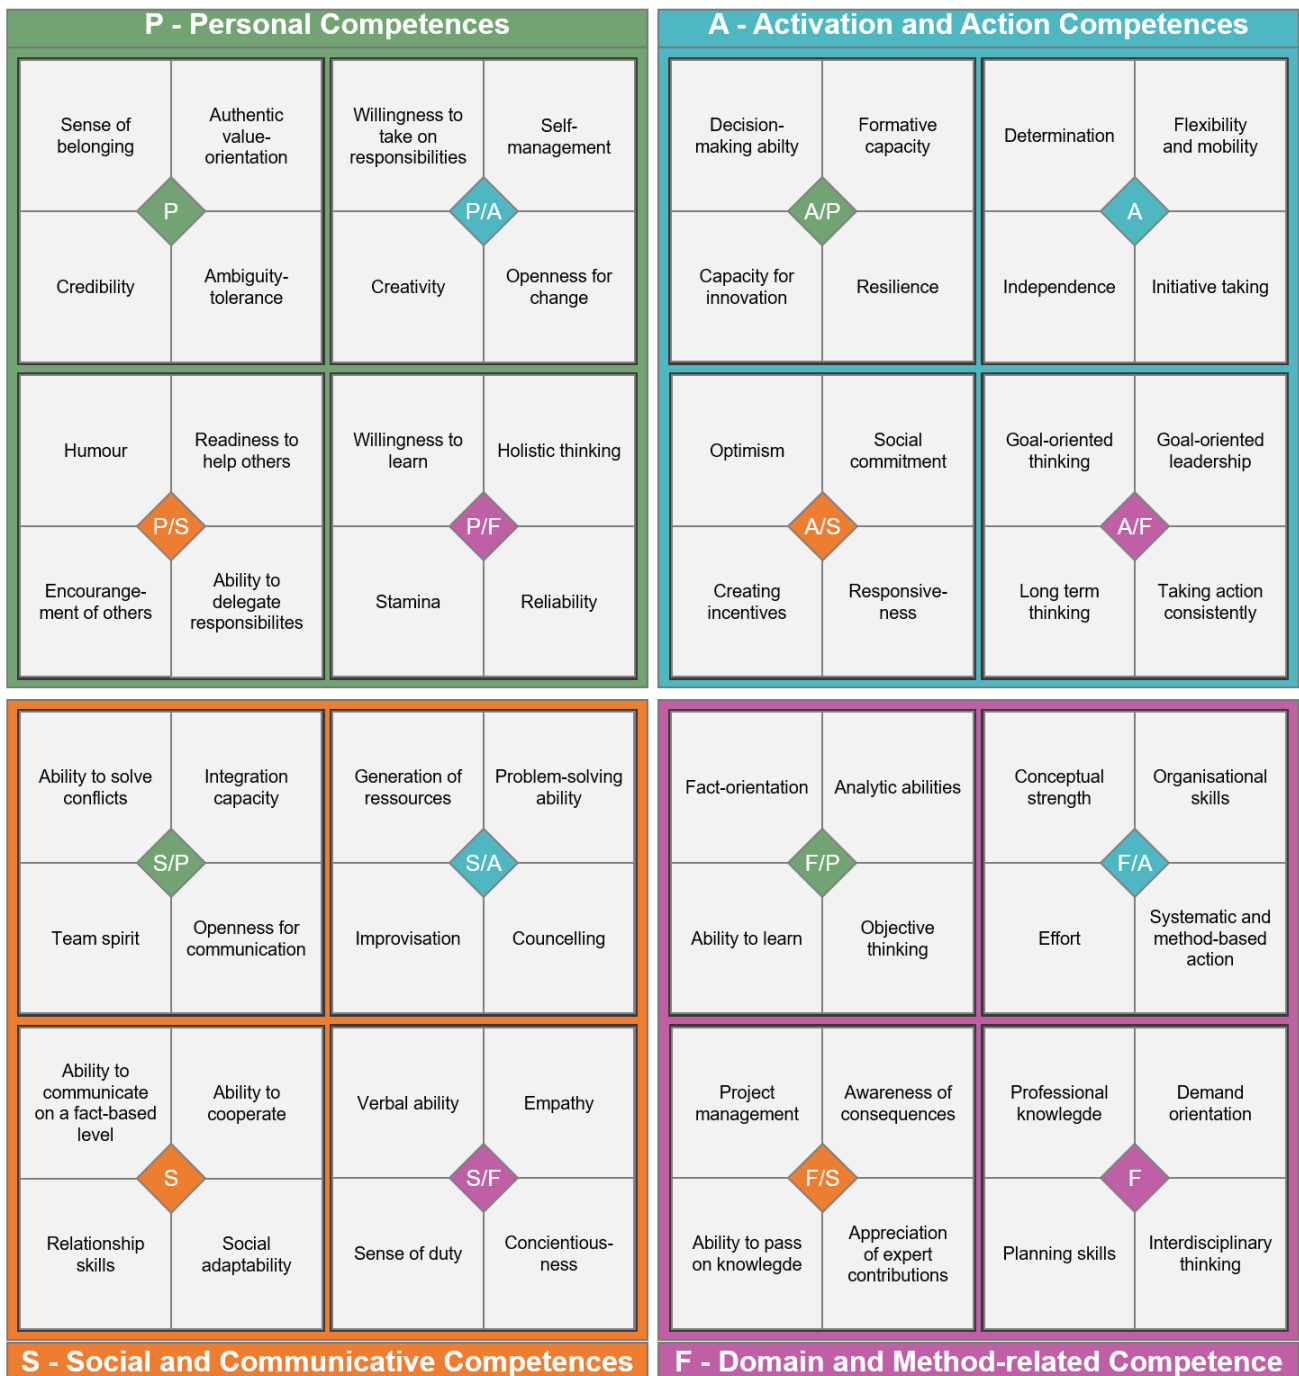 P - Personal Competences
Sense of
belonging
Authentic
value-
orientation
P
Credibility
Ambiguity-
tolerance
Willingness to
take on
responsibilities
Self-
management
P/A
Creativity
Openness for
change
Humour
Readiness to
help others
P/S
Encourange-
ment of others
Ability to
delegate
responsibilites
Willingness to
learn
Holistic thinking
P/F
Stamina
Reliability
A - Activation and Action Competences
Decision-
making abilty
Formative
capacity
A/P
Capacity for
innovation
Resilience
Determination
Flexibility
and mobility
A
Independence
Initiative taking
Optimism
Social
commitment
A/S
Creating
incentives
Responsive-
ness
Goal-oriented
thinking
Goal-oriented
leadership
A/F
Long term
thinking
Taking action
consistently
Ability to solve
conflicts
Integration
capacity
S/P
Team spirit
Openness for
communication
Generation of
ressources
Problem-solving
ability
S/A
Improvisation
Councelling
Ability to
communicate
on a fact-based
level
Ability to
cooperate
S
Relationship
skills
Social
adaptability
Verbal ability
Empathy
S/F
Sense of duty
Concientious-
ness
S - Social and Communicative Competences
Fact-orientation
Analytic abilities
F/P
Ability to learn
Objective
thinking
Conceptual
strength
Organisational
skills
F/A
Effort
Systematic and
method-based
action
Project
management
Awareness of
consequences
F/S
Ability to pass
on knowlegde
Appreciation
of expert
contributions
Professional
knowlegde
Demand
orientation
F
Planning skills
Interdisciplinary
thinking
F - Domain and Method-related Competence